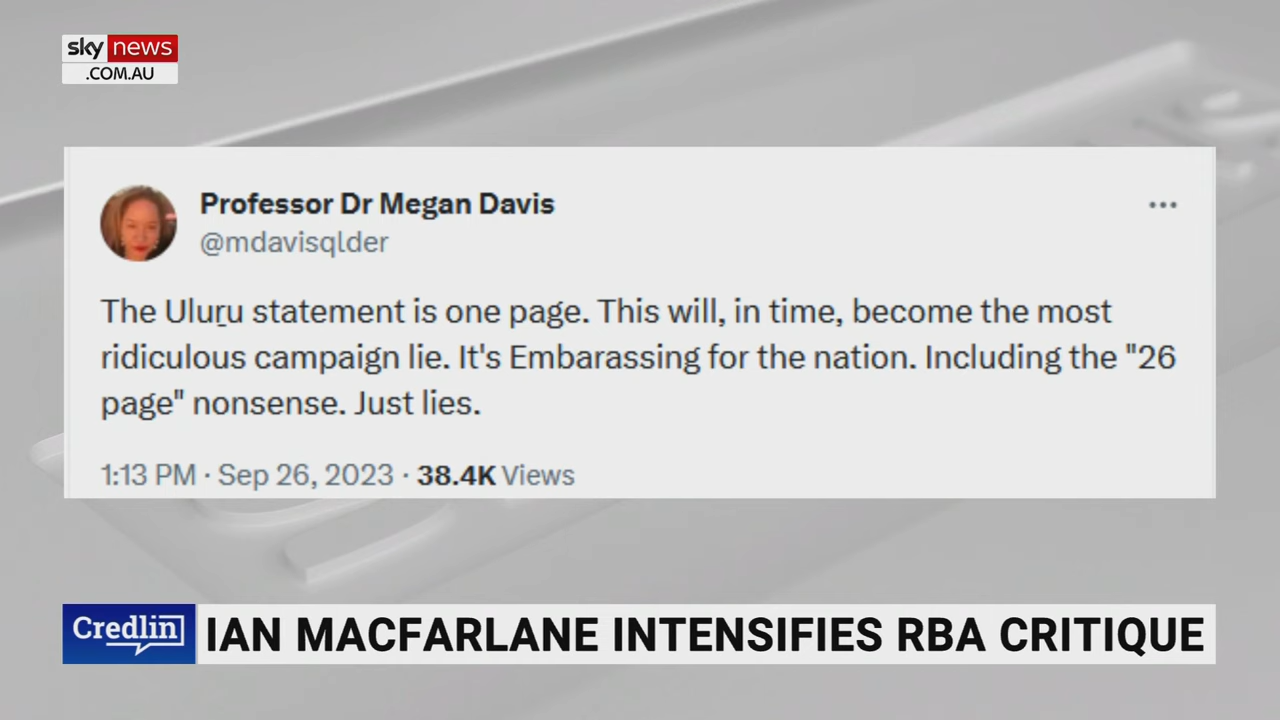 sky news
.COM.AU
Professor Dr Megan Davis
@mdavisqlder
The Uluṟu statement is one page. This will, in time, become the most
ridiculous campaign lie. It's Embarassing for the nation. Including the "26
page" nonsense. Just lies.
1:13 PM · Sep 26, 2023 · 38.4K Views
Credlin
IAN MACFARLANE INTENSIFIES RBA CRITIQUE